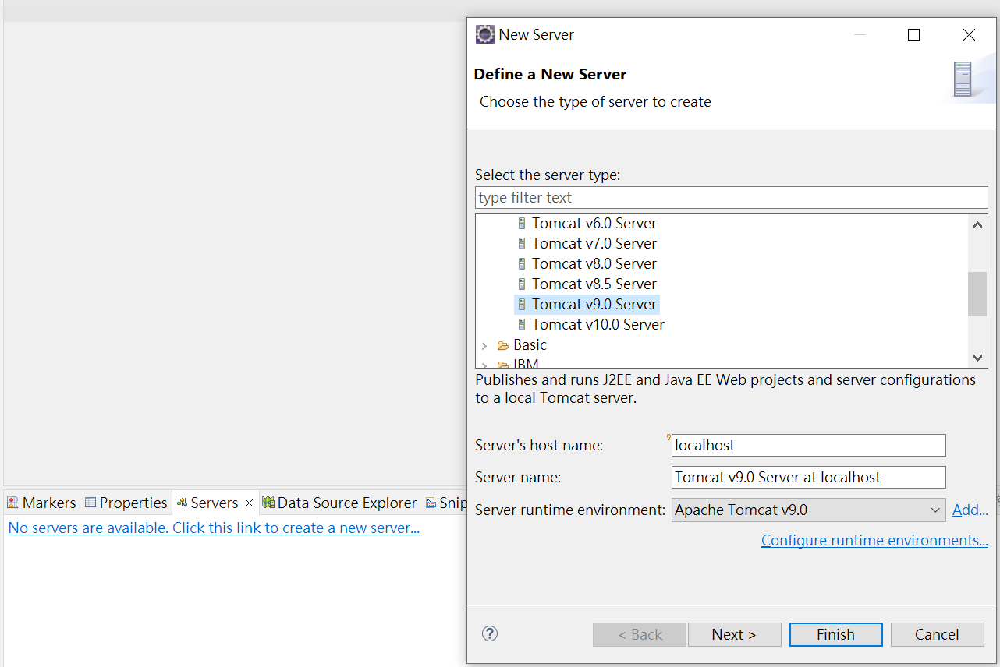 New Server
Define a New Server
Choose the type of server to create
Select the server type:
type filter text
Tomcat v6.0 Server
Tomcat v7.0 Server
Tomcat v8.0 Server
Tomcat v8.5 Server
Tomcat v9.0 Server
Tomcat v10.0 Server
Basic
IBM
Publishes and runs J2EE and Java EE Web projects and server configurations
to a local Tomcat server.
Server's host name: localhost
Server name: Tomcat v9.0 Server at localhost
Server runtime environment: Apache Tomcat v9.0 Add...
Configure runtime environments...
< Back Next > Finish Cancel
Markers Properties Servers Data Source Explorer Snip
No servers are available. Click this link to create a new server...